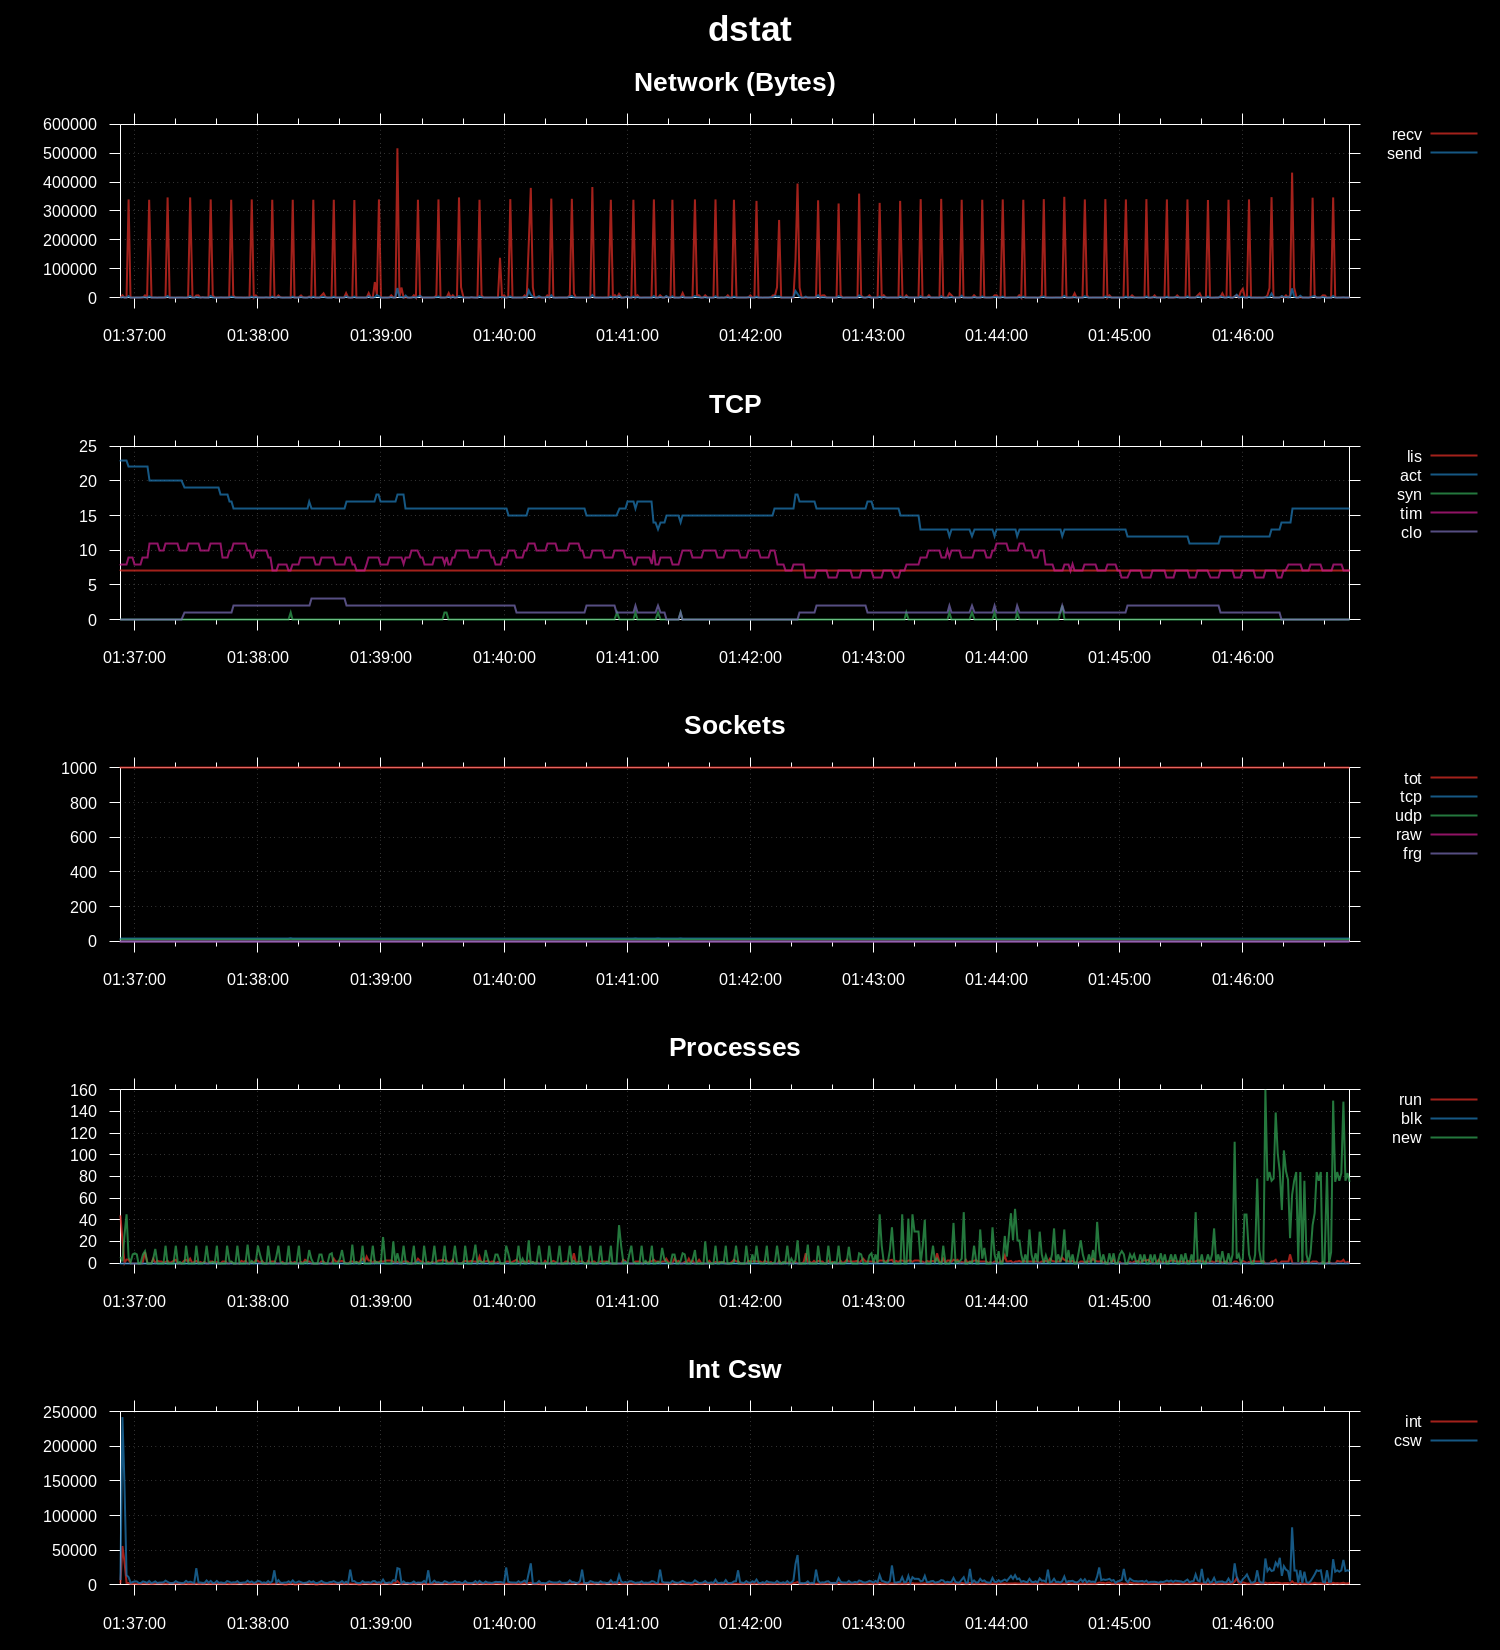 dstat
Network (Bytes)
600000
500000
400000
300000
200000
100000
0
01:37:00 01:38:00 01:39:00 01:40:00 01:41:00 01:42:00 01:43:00 01:44:00 01:45:00 01:46:00
recv
send
TCP
25
20
15
10
5
0
01:37:00 01:38:00 01:39:00 01:40:00 01:41:00 01:42:00 01:43:00 01:44:00 01:45:00 01:46:00
lis
act
syn
tim
clo
Sockets
1000
800
600
400
200
0
01:37:00 01:38:00 01:39:00 01:40:00 01:41:00 01:42:00 01:43:00 01:44:00 01:45:00 01:46:00
tot
tcp
udp
raw
frg
Processes
160
140
120
100
80
60
40
20
0
01:37:00 01:38:00 01:39:00 01:40:00 01:41:00 01:42:00 01:43:00 01:44:00 01:45:00 01:46:00
run
blk
new
Int Csw
250000
200000
150000
100000
50000
0
01:37:00 01:38:00 01:39:00 01:40:00 01:41:00 01:42:00 01:43:00 01:44:00 01:45:00 01:46:00
int
csw